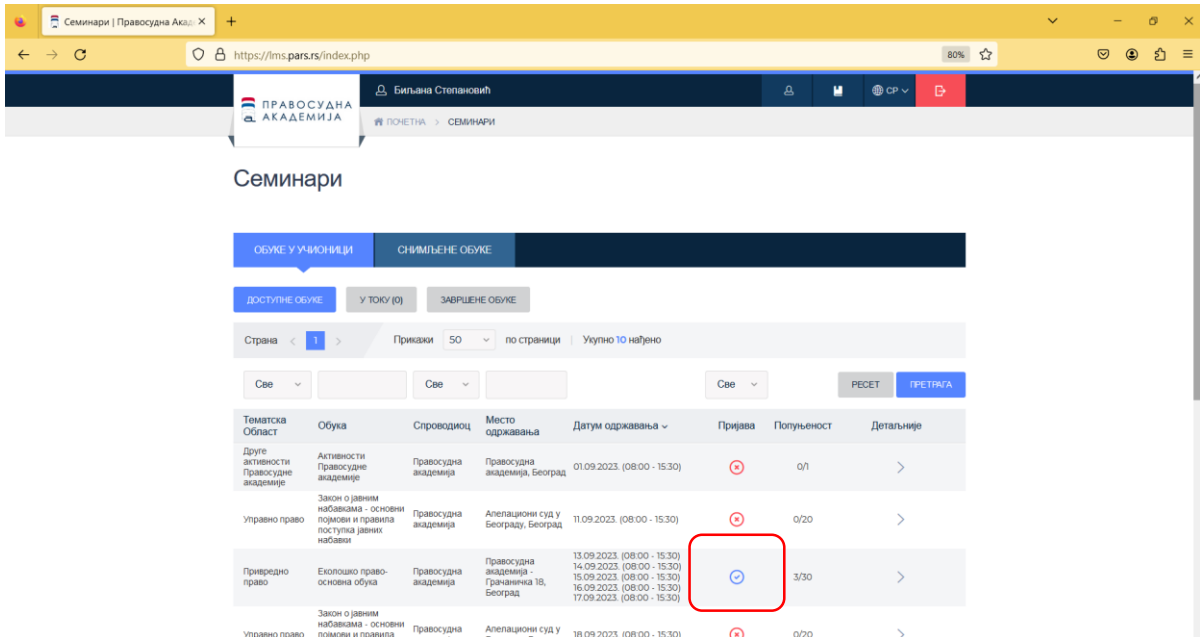 Семинари | Правосудна Акад
https://lms.pars.rs/index.php
80%
ПРАВОСУДНА
АКАДЕМИЈА
Биљана Степановић
СР
ПОЧЕТНА > СЕМИНАРИ
Семинари
ОБУКЕ У УЧИОНИЦИ
СНИМЉЕНЕ ОБУКЕ
ДОСТУПНЕ ОБУКЕ
У ТОКУ (0)
ЗАВРШЕНЕ ОБУКЕ
Страна < 1 > Прикажи 50 по страници | Укупно 10 нађено
Све
Све
Све
РЕСЕТ
ПРЕТРАГА
Тематска
Област
Обука
Спроводиоц
Место
одржавања
Датум одржавања
Пријава
Попуњеност
Детаљније
Друге
активности
Правосудне
академије
Активности
Правосудне
академије
Правосудна
академија
Правосудна
академија, Београд
01.09.2023. (08:00 - 15:30)
0/1
Управно право
Закон о јавним
набавкама - основни
појмови и правила
поступка јавних
набавки
Правосудна
академија
Апелациони суд у
Београду, Београд
11.09.2023. (08:00 - 15:30)
0/20
Привредно
право
Еколошко право-
основна обука
Правосудна
академија
Правосудна
академија -
Грачаничка 18,
Београд
13.09.2023. (08:00 - 15:30)
14.09.2023. (08:00 - 15:30)
15.09.2023. (08:00 - 15:30)
16.09.2023. (08:00 - 15:30)
17.09.2023. (08:00 - 15:30)
3/30
Управно право
Закон о јавним
набавкама - основни
појмови и правила
Правосудна
Апелациони суд у
18.09.2023. (08:00 - 15:30)
0/20